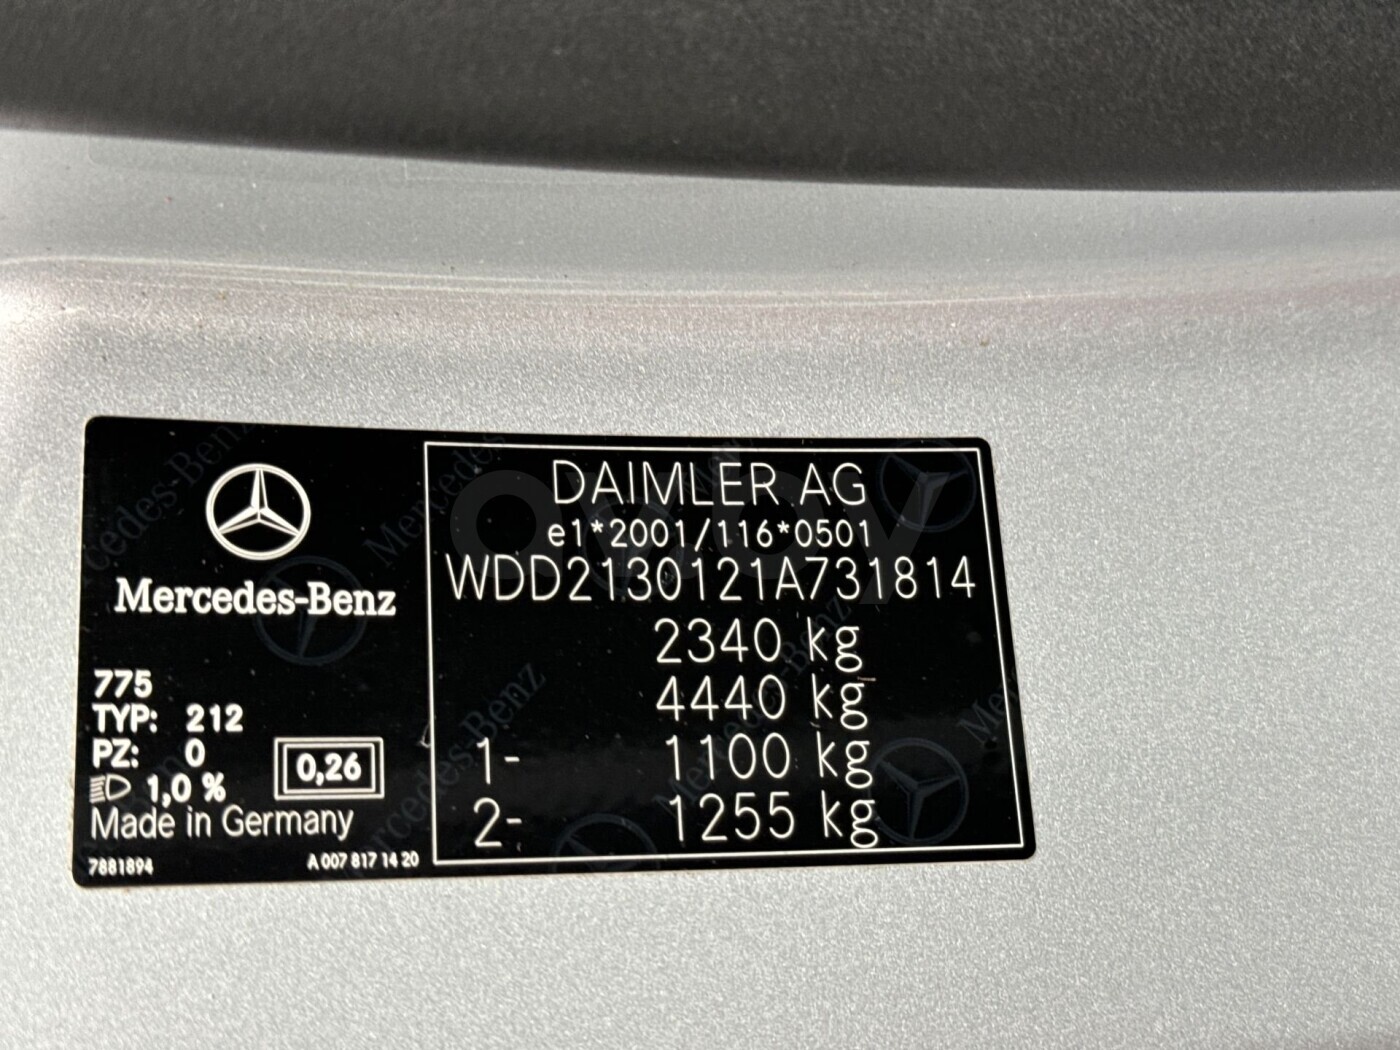 Mercedes-Benz
775
TYP: 212
PZ: 0
1,0 %
0,26
Made in Germany
7881894
A 007 817 14 20
DAIMLER AG
e1*2001/116*0501
WDD2130121A731814
2340 kg
4440 kg
1- 1100 kg
2- 1255 kg